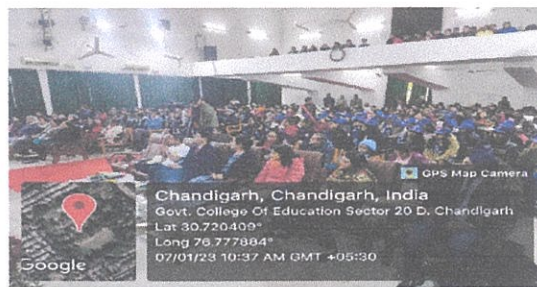 GPS Map Camera
Chandigarh, Chandigarh, India
Govt. College Of Education Sector 20 D. Chandigarh
Lat 30.720409°
Long 76.777884°
07/01/23 10:37 AM GMT +05:30
Google